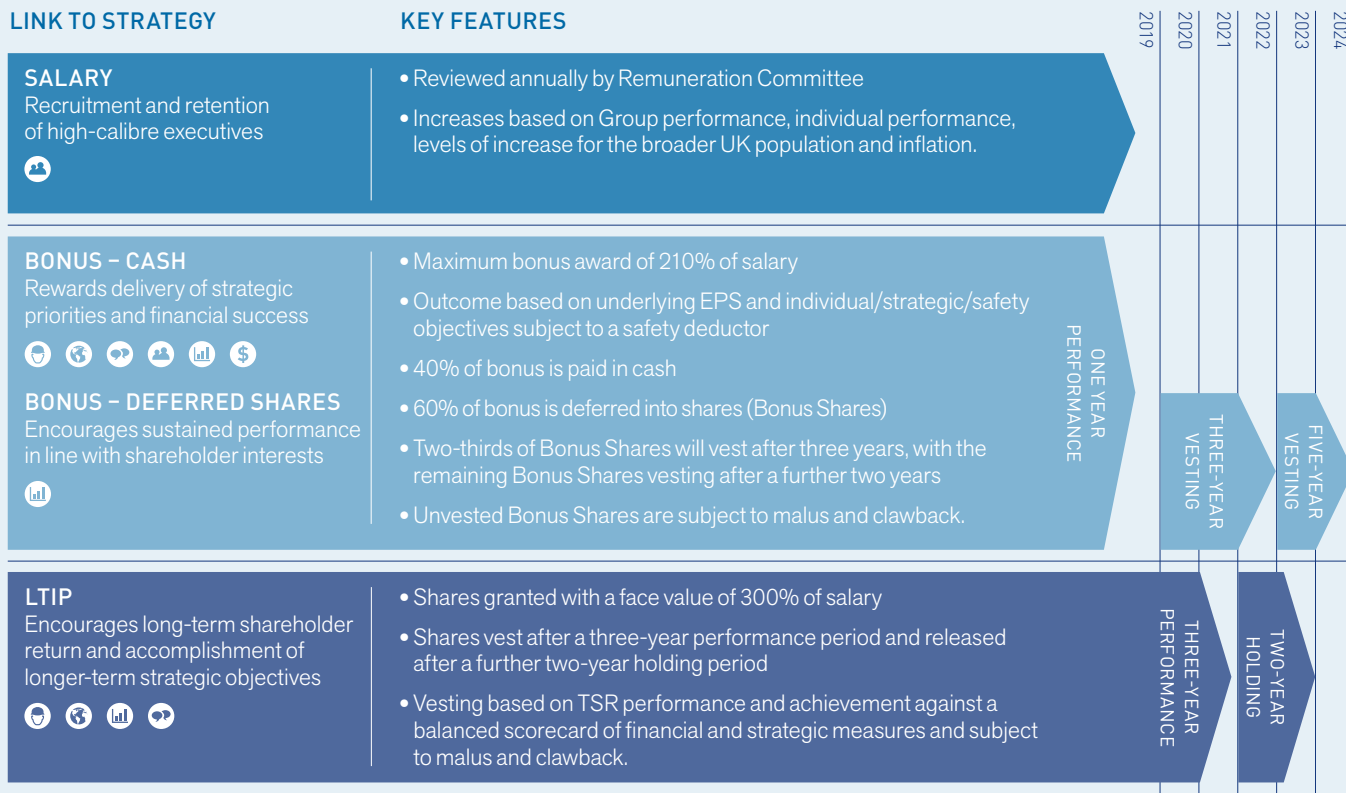 LINK TO STRATEGY
KEY FEATURES
2019
2020
2021
2022
2023
2024
SALARY
Recruitment and retention
of high-calibre executives
• Reviewed annually by Remuneration Committee
• Increases based on Group performance, individual performance,
levels of increase for the broader UK population and inflation.
BONUS – CASH
Rewards delivery of strategic
priorities and financial success
$
BONUS – DEFERRED SHARES
Encourages sustained performance
in line with shareholder interests
• Maximum bonus award of 210% of salary
• Outcome based on underlying EPS and individual/strategic/safety
objectives subject to a safety deductor
• 40% of bonus is paid in cash
• 60% of bonus is deferred into shares (Bonus Shares)
• Two-thirds of Bonus Shares will vest after three years, with the
remaining Bonus Shares vesting after a further two years
• Unvested Bonus Shares are subject to malus and clawback.
ONE YEAR
PERFORMANCE
THREE-YEAR
VESTING
FIVE-YEAR
VESTING
LTIP
Encourages long-term shareholder
return and accomplishment of
longer-term strategic objectives
• Shares granted with a face value of 300% of salary
• Shares vest after a three-year performance period and released
after a further two-year holding period
• Vesting based on TSR performance and achievement against a
balanced scorecard of financial and strategic measures and subject
to malus and clawback.
THREE-YEAR
PERFORMANCE
TWO-YEAR
HOLDING